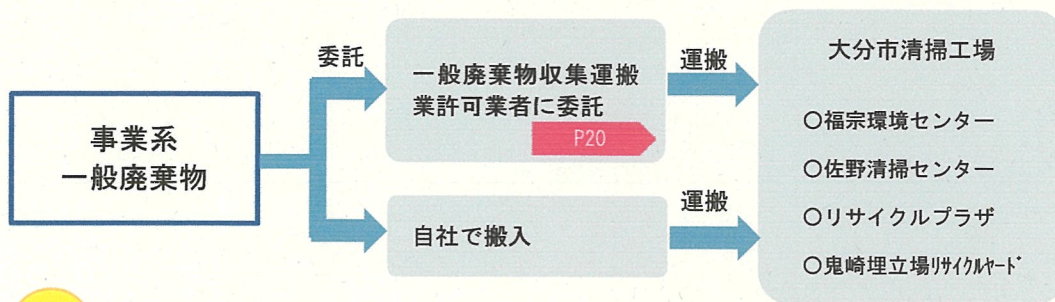 事業系
一般廃棄物
委託
一般廃棄物収集運搬
業許可業者に委託
P20
運搬
自社で搬入
運搬
大分市清掃工場
○福宗環境センター
○佐野清掃センター
○リサイクルプラザ
○鬼崎埋立場ﾘｻｲｸﾙﾔｰﾄﾞ